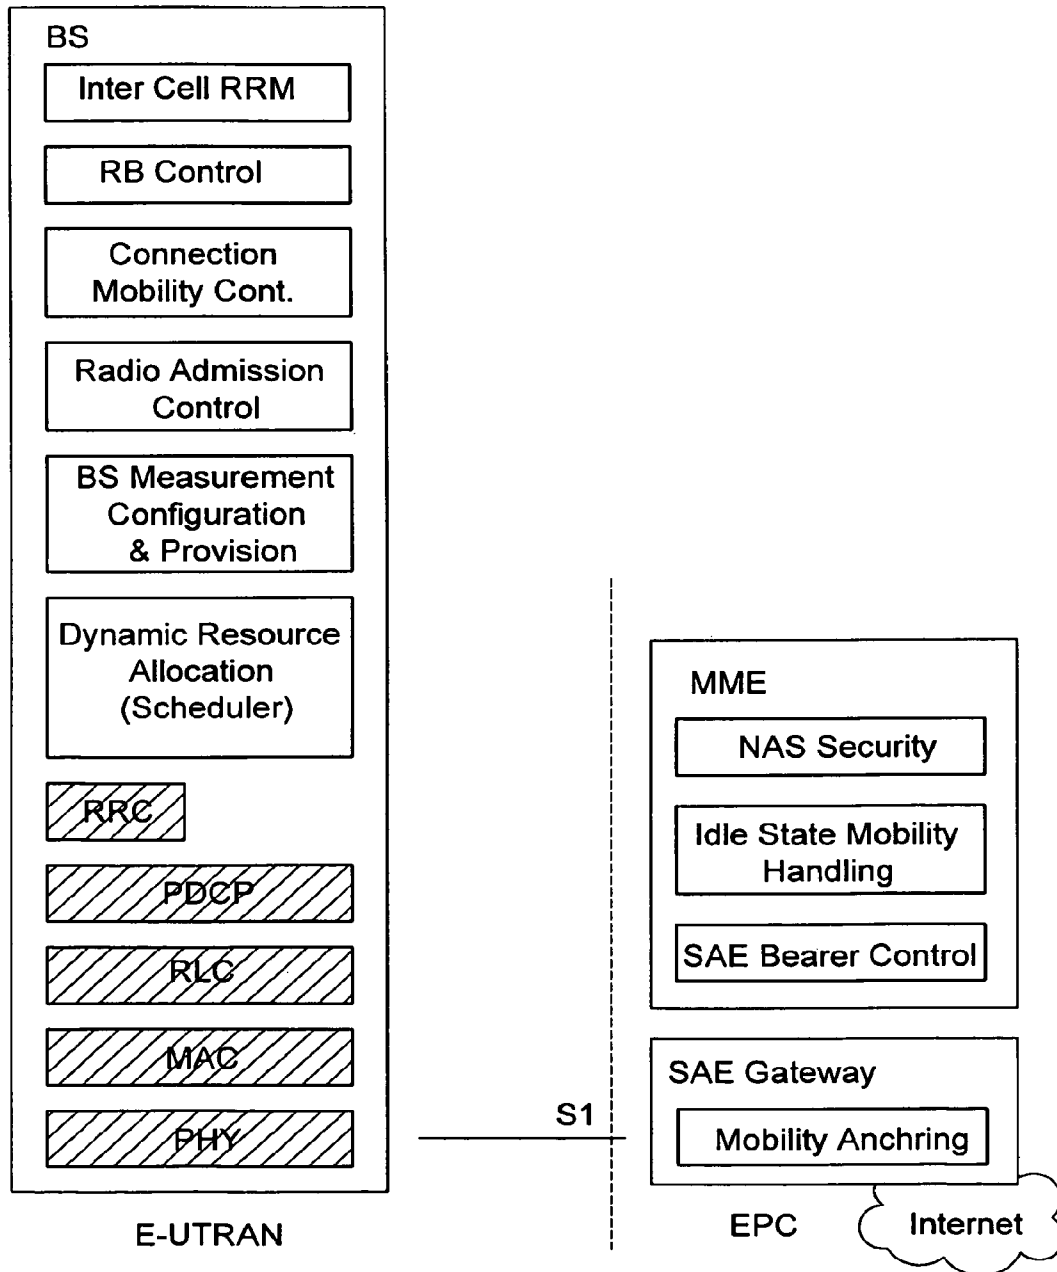 BS
Inter Cell RRM
RB Control
Connection
Mobility Cont.
Radio Admission
Control
BS Measurement
Configuration
& Provision
Dynamic Resource
Allocation
(Scheduler)
RRC
PDCP
RLC
MAC
PHY
E-UTRAN
S1
MME
NAS Security
Idle State Mobility
Handling
SAE Bearer Control
SAE Gateway
Mobility Anchring
EPC
Internet